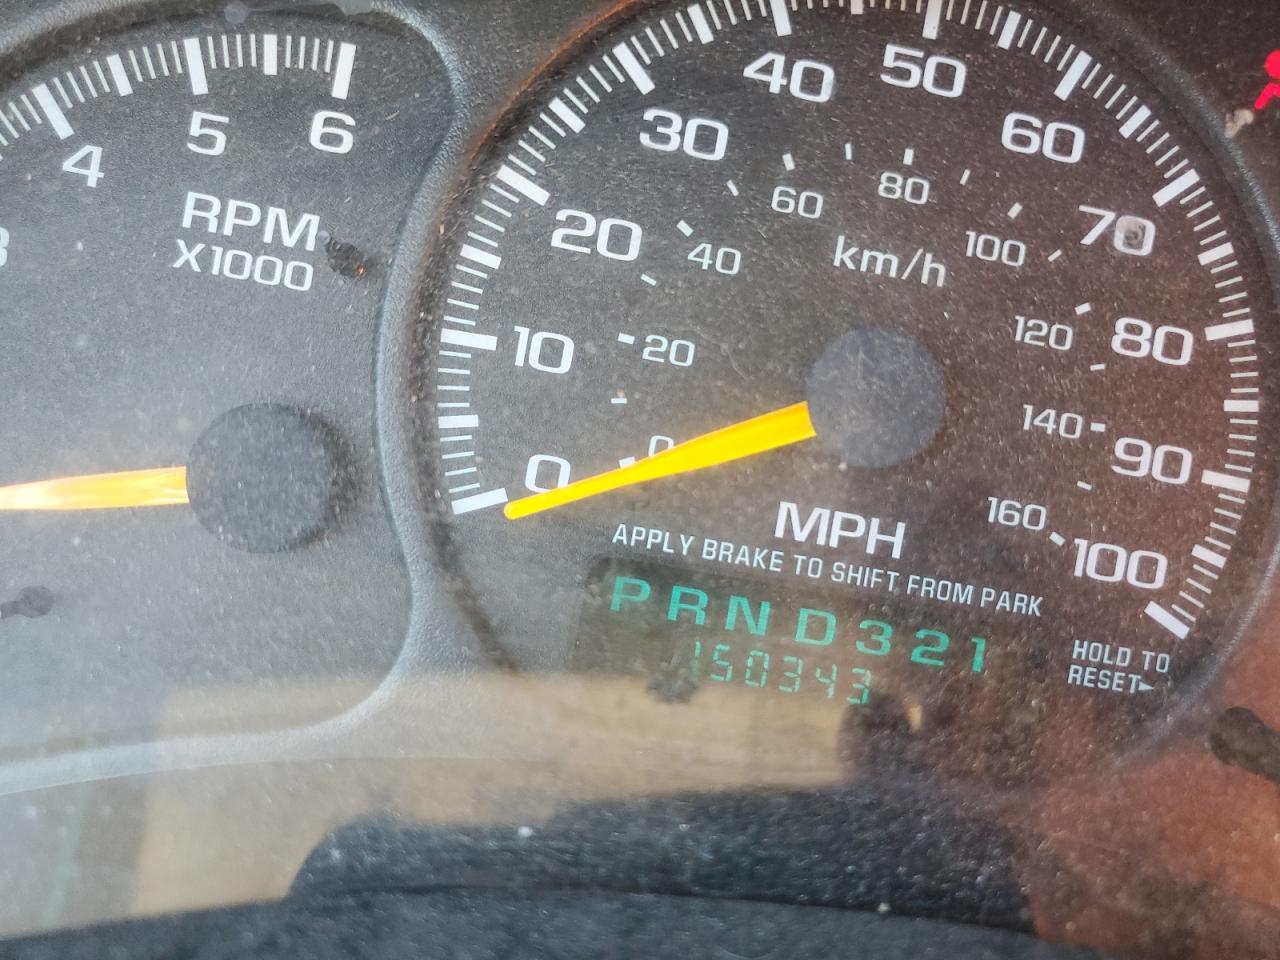 4 5 6
RPM
X1000
0 10 20 30 40 50 60 70 80 90 100
0 20 40 60 80 100 120 140 160
km/h
MPH
APPLY BRAKE TO SHIFT FROM PARK
PRND321
150343
HOLD TO
RESET